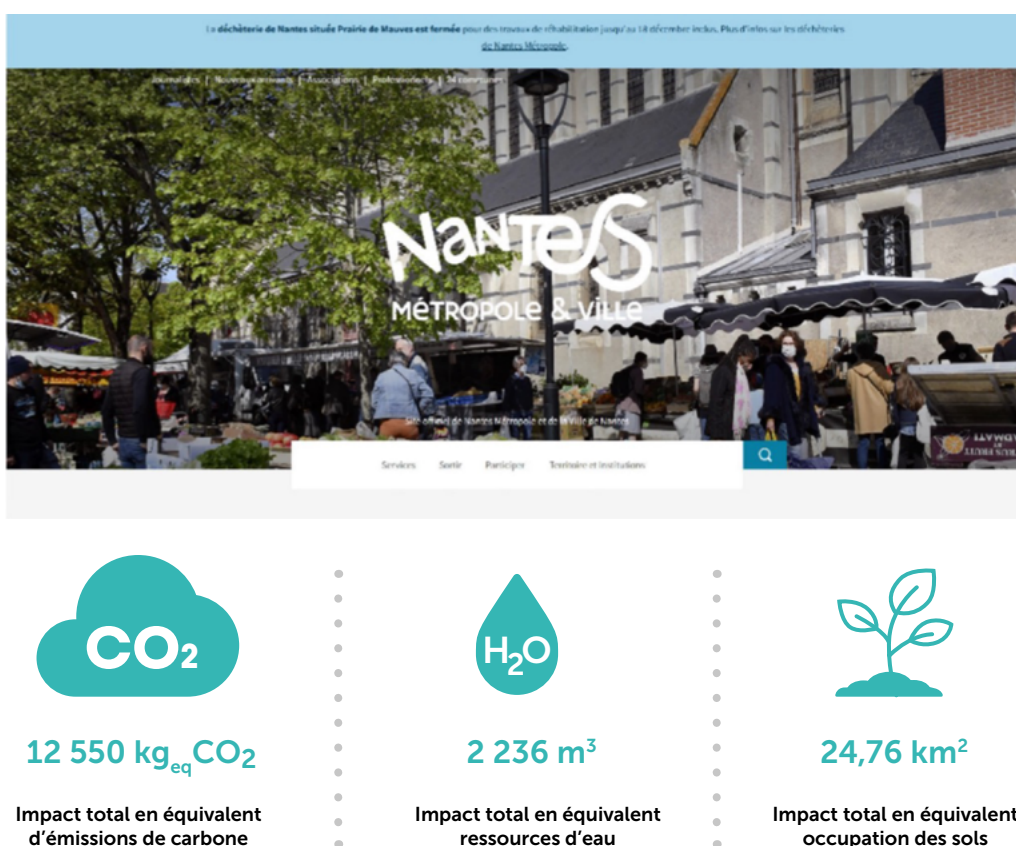 La déchèterie de Nantes située Prairie de Mauves est fermée pour des travaux de réhabilitation jusqu'au 18 décembre inclus. Plus d'infos sur les déchèteries
de Nantes Métropole.
Journalistes | Nouveaux arrivants | Associations | Professionnels | 24 communes
NANTES
MÉTROPOLE & VILLE
Site officiel de Nantes Métropole et de la Ville de Nantes
Services Sortir Participer Territoire et institutions
CO2
H2O
12 550 kgeqCO2
2 236 m³
24,76 km²
Impact total en équivalent
d'émissions de carbone
Impact total en équivalent
ressources d'eau
Impact total en équivalent
occupation des sols